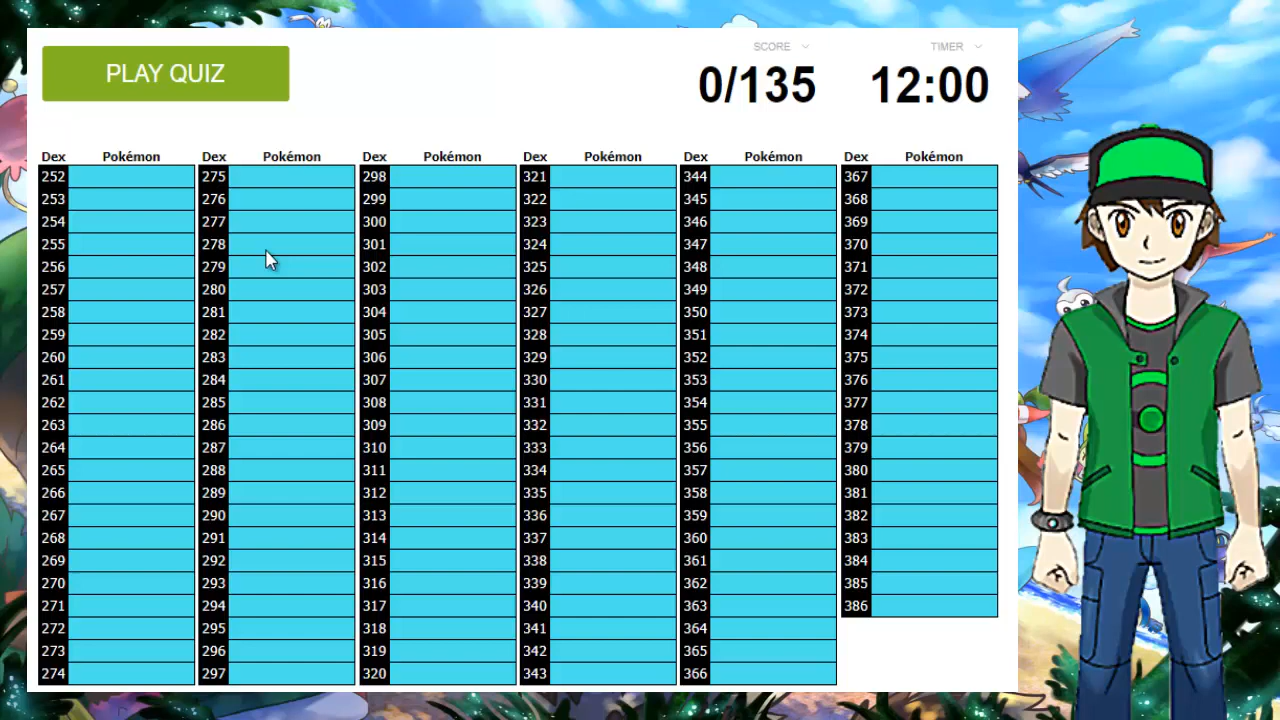 PLAY QUIZ
SCORE TIMER
0/135 12:00
Dex Pokémon Dex Pokémon Dex Pokémon Dex Pokémon Dex Pokémon Dex Pokémon
252 275 298 321 344 367
253 276 299 322 345 368
254 277 300 323 346 369
255 278 301 324 347 370
256 279 302 325 348 371
257 280 303 326 349 372
258 281 304 327 350 373
259 282 305 328 351 374
260 283 306 329 352 375
261 284 307 330 353 376
262 285 308 331 354 377
263 286 309 332 355 378
264 287 310 333 356 379
265 288 311 334 357 380
266 289 312 335 358 381
267 290 313 336 359 382
268 291 314 337 360 383
269 292 315 338 361 384
270 293 316 339 362 385
271 294 317 340 363 386
272 295 318 341 364
273 296 319 342 365
274 297 320 343 366